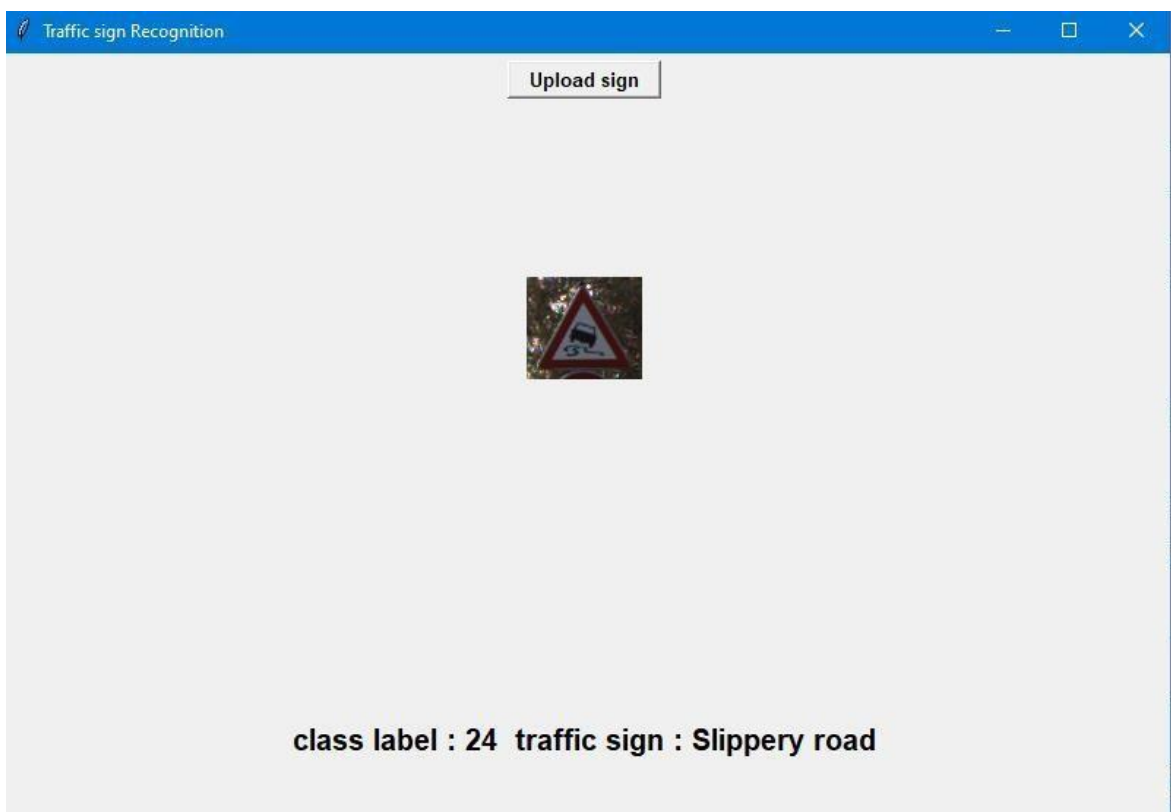 Traffic sign Recognition
Upload sign
class label : 24 traffic sign : Slippery road